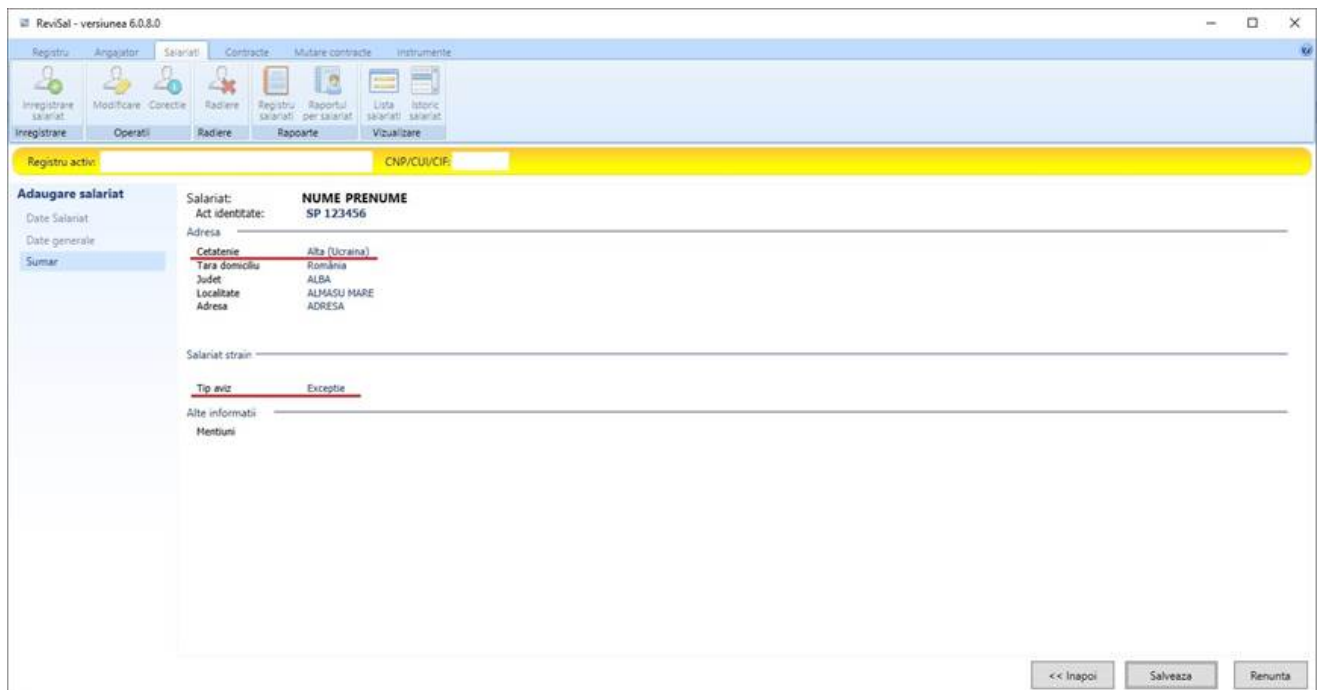 ReviSal - versiunea 6.0.8.0
Registru Angajator Salariati Contracte Mutare contracte Instrumente
Inregistrare salariat Modificare Corectie Radiere Registru salariati Raportul per salariat Lista salariati Istoric salariat
Inregistrare Operatii Radiere Rapoarte Vizualizare
Registru activ: CNP/CUI/CIF:
Adaugare salariat
Date Salariat
Date generale
Sumar
Salariat: NUME PRENUME
Act identitate: SP 123456
Adresa
Cetatenie Alta (Ucraina)
Tara domiciliu România
Judet ALBA
Localitate ALMASU MARE
Adresa ADRESA
Salariat strain
Tip aviz Exceptie
Alte informatii
Mentiuni
<< Inapoi Salveaza Renunta